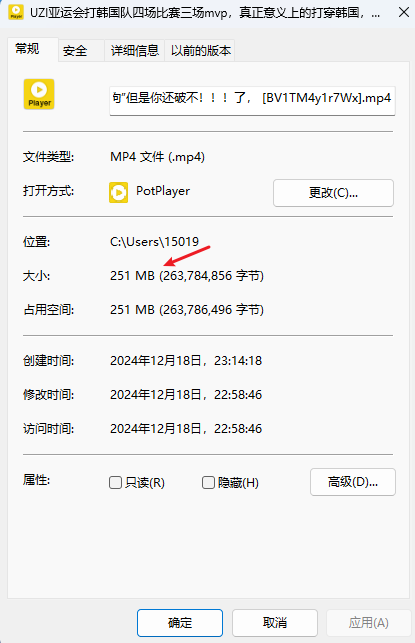 UZI亚运会打韩国队四场比赛三场mvp，真正意义上的打穿韩国，...
常规
安全
详细信息
以前的版本
Player
旬"但是你还破不！！！了， [BV1TM4y1r7Wx].mp4
文件类型:
MP4 文件 (.mp4)
打开方式:
PotPlayer
更改(C)...
位置:
C:\Users\15019
大小:
251 MB (263,784,856 字节)
占用空间:
251 MB (263,786,496 字节)
创建时间:
2024年12月18日，23:14:18
修改时间:
2024年12月18日，22:58:46
访问时间:
2024年12月18日，22:58:46
属性:
只读(R)
隐藏(H)
高级(D)...
确定
取消
应用(A)